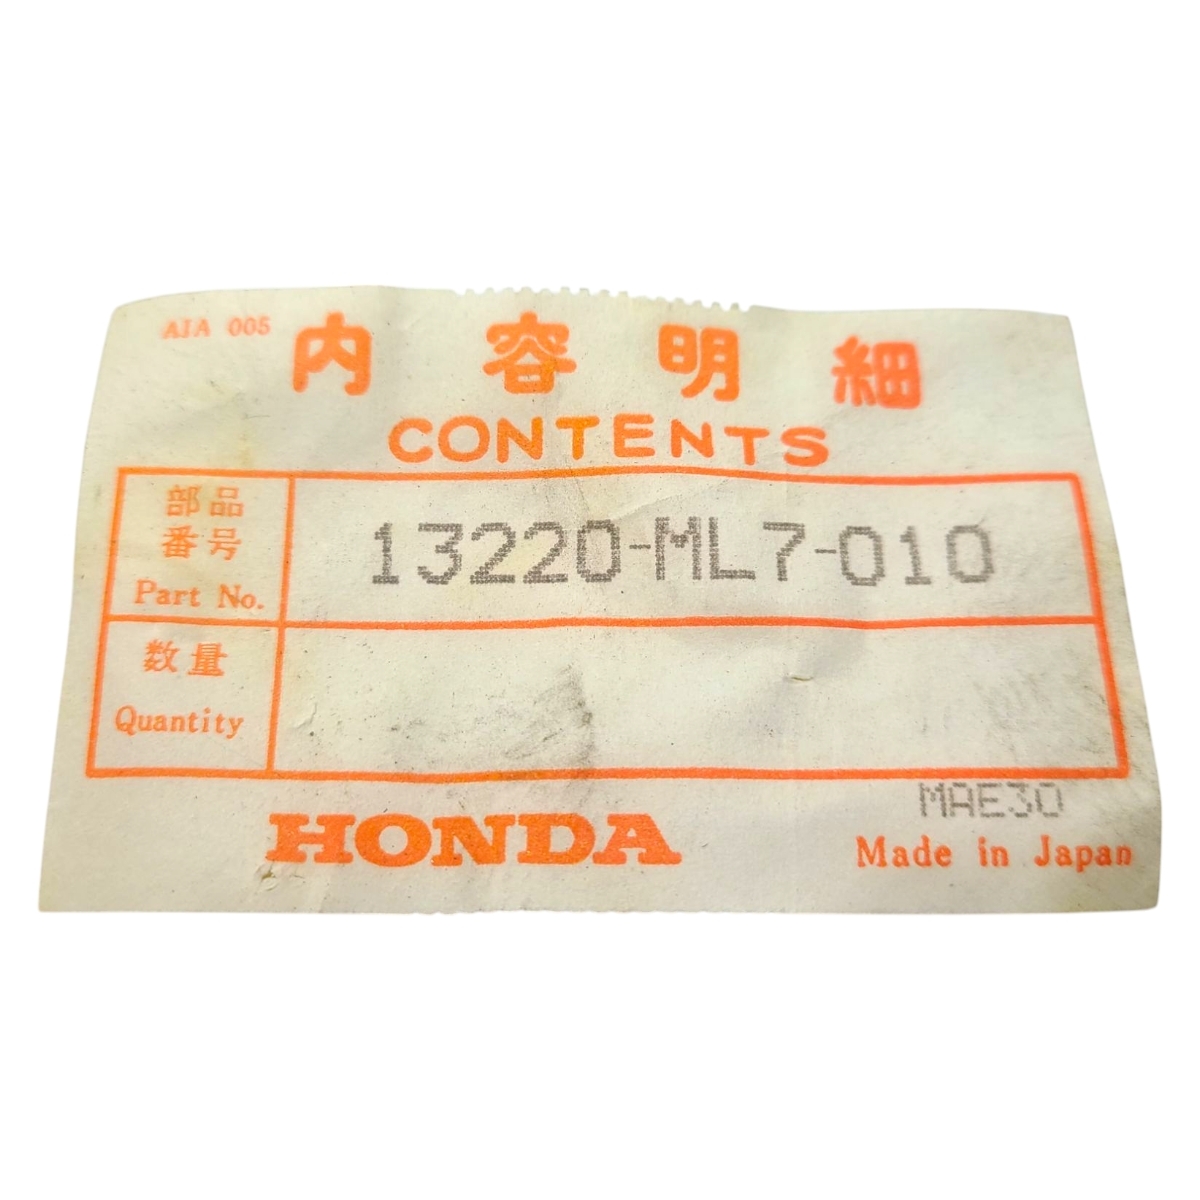 AIA 005
内容明細
CONTENTS
部品
番号
Part No.
13220-ML7-010
数量
Quantity
MAE30
HONDA
Made in Japan